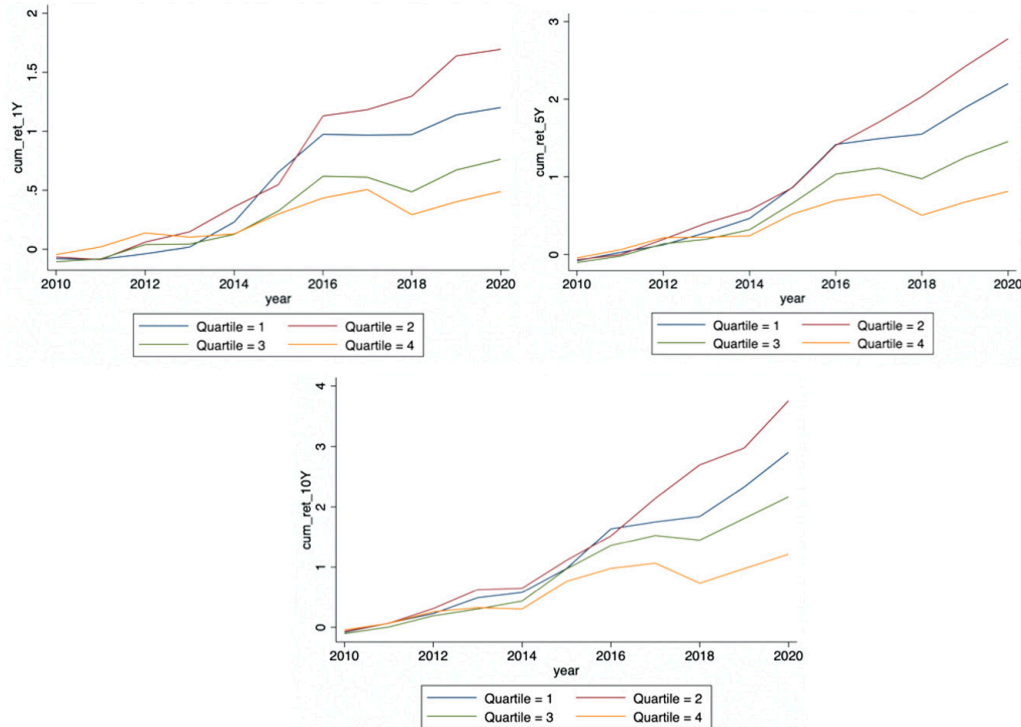 2
1.5
1
.5
0
cum_ret_1Y
2010 2012 2014 2016 2018 2020
year
Quartile = 1 Quartile = 2
Quartile = 3 Quartile = 4
3
2
1
0
cum_ret_5Y
2010 2012 2014 2016 2018 2020
year
Quartile = 1 Quartile = 2
Quartile = 3 Quartile = 4
4
3
2
1
0
cum_ret_10Y
2010 2012 2014 2016 2018 2020
year
Quartile = 1 Quartile = 2
Quartile = 3 Quartile = 4